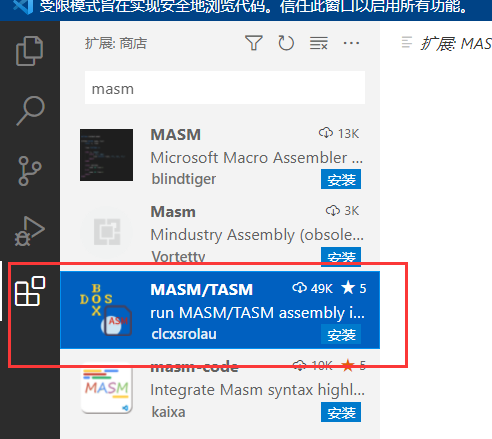 受限模式旨在实现安全地浏览代码。信任此窗口以启用所有功能。
扩展: 商店
扩展: MAS
masm
MASM 13K
Microsoft Macro Assembler ...
blindtiger 安装
Masm 3K
Mindustry Assembly (obsole...
Vortetty 安装
MASM/TASM 49K 5
run MASM/TASM assembly i...
clcxsrolau 安装
masm-code 10K 5
Integrate Masm syntax highl...
kaixa 安装